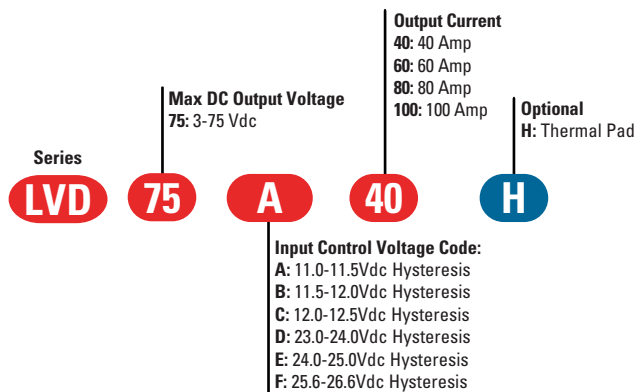 Output Current
40: 40 Amp
60: 60 Amp
80: 80 Amp
100: 100 Amp
Max DC Output Voltage
75: 3-75 Vdc
Optional
H: Thermal Pad
Series
LVD 75 A 40 H
Input Control Voltage Code:
A: 11.0-11.5Vdc Hysteresis
B: 11.5-12.0Vdc Hysteresis
C: 12.0-12.5Vdc Hysteresis
D: 23.0-24.0Vdc Hysteresis
E: 24.0-25.0Vdc Hysteresis
F: 25.6-26.6Vdc Hysteresis